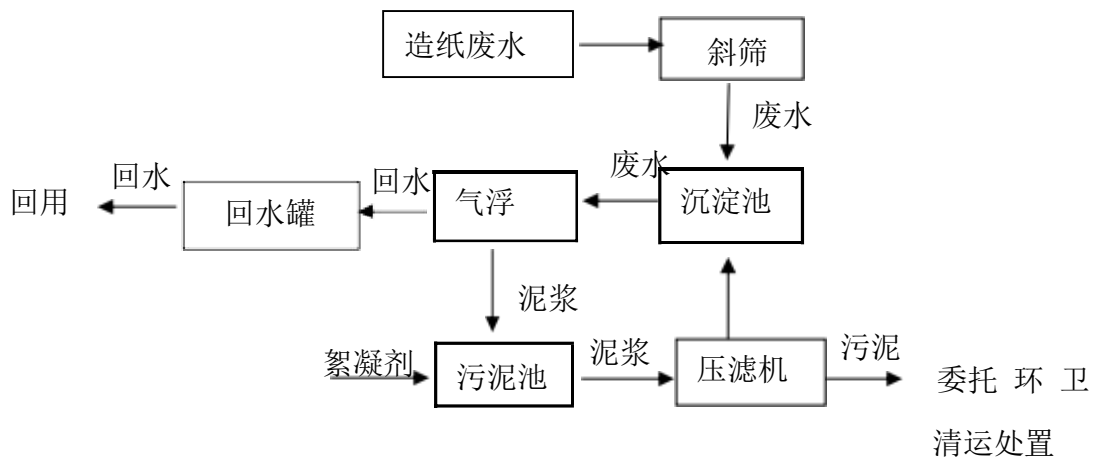 造纸废水
斜筛
废水
废水
回水
回水
回用
回水罐
气浮
沉淀池
泥浆
絮凝剂
污泥池
泥浆
压滤机
污泥
委托 环 卫
清运处置